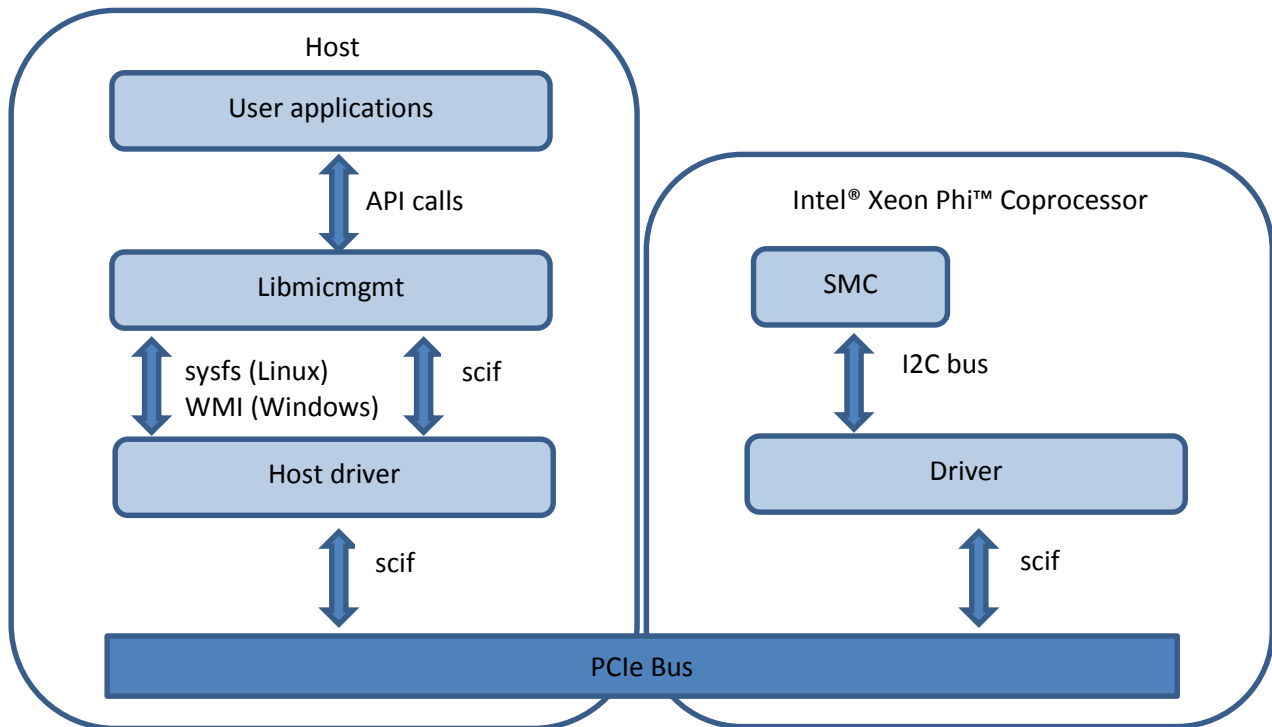 Host
User applications
API calls
Libmicmgmt
sysfs (Linux)
WMI (Windows)
scif
Host driver
scif
Intel® Xeon Phi™ Coprocessor
SMC
I2C bus
Driver
scif
PCIe Bus